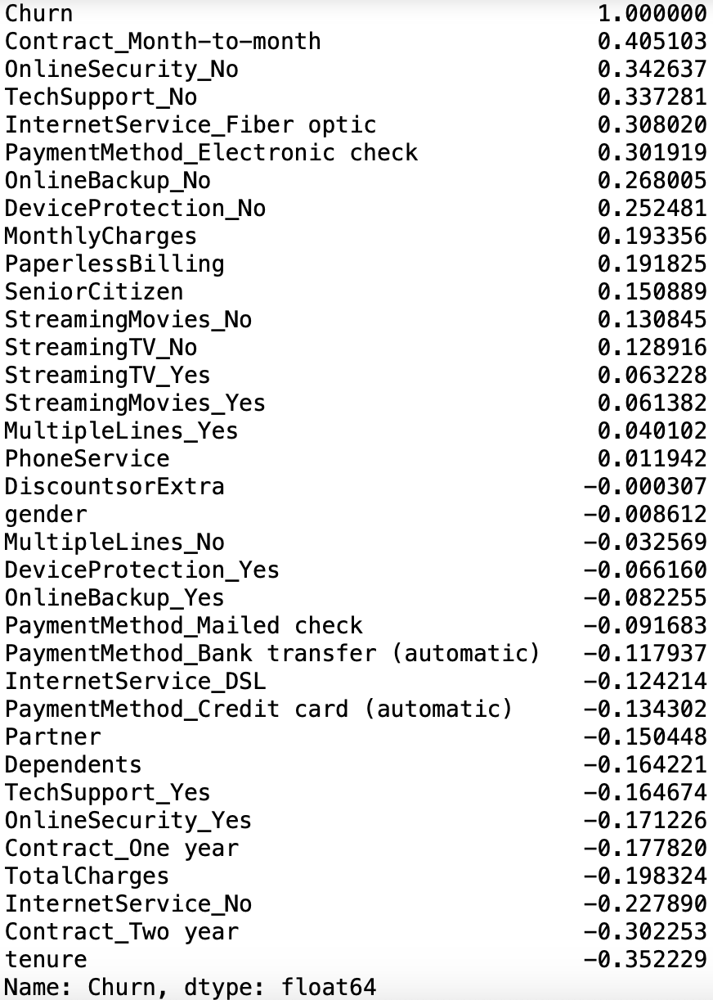 Churn 1.000000
Contract_Month-to-month 0.405103
OnlineSecurity_No 0.342637
TechSupport_No 0.337281
InternetService_Fiber optic 0.308020
PaymentMethod_Electronic check 0.301919
OnlineBackup_No 0.268005
DeviceProtection_No 0.252481
MonthlyCharges 0.193356
PaperlessBilling 0.191825
SeniorCitizen 0.150889
StreamingMovies_No 0.130845
StreamingTV_No 0.128916
StreamingTV_Yes 0.063228
StreamingMovies_Yes 0.061382
MultipleLines_Yes 0.040102
PhoneService 0.011942
DiscountsorExtra -0.000307
gender -0.008612
MultipleLines_No -0.032569
DeviceProtection_Yes -0.066160
OnlineBackup_Yes -0.082255
PaymentMethod_Mailed check -0.091683
PaymentMethod_Bank transfer (automatic) -0.117937
InternetService_DSL -0.124214
PaymentMethod_Credit card (automatic) -0.134302
Partner -0.150448
Dependents -0.164221
TechSupport_Yes -0.164674
OnlineSecurity_Yes -0.171226
Contract_One year -0.177820
TotalCharges -0.198324
InternetService_No -0.227890
Contract_Two year -0.302253
tenure -0.352229
Name: Churn, dtype: float64